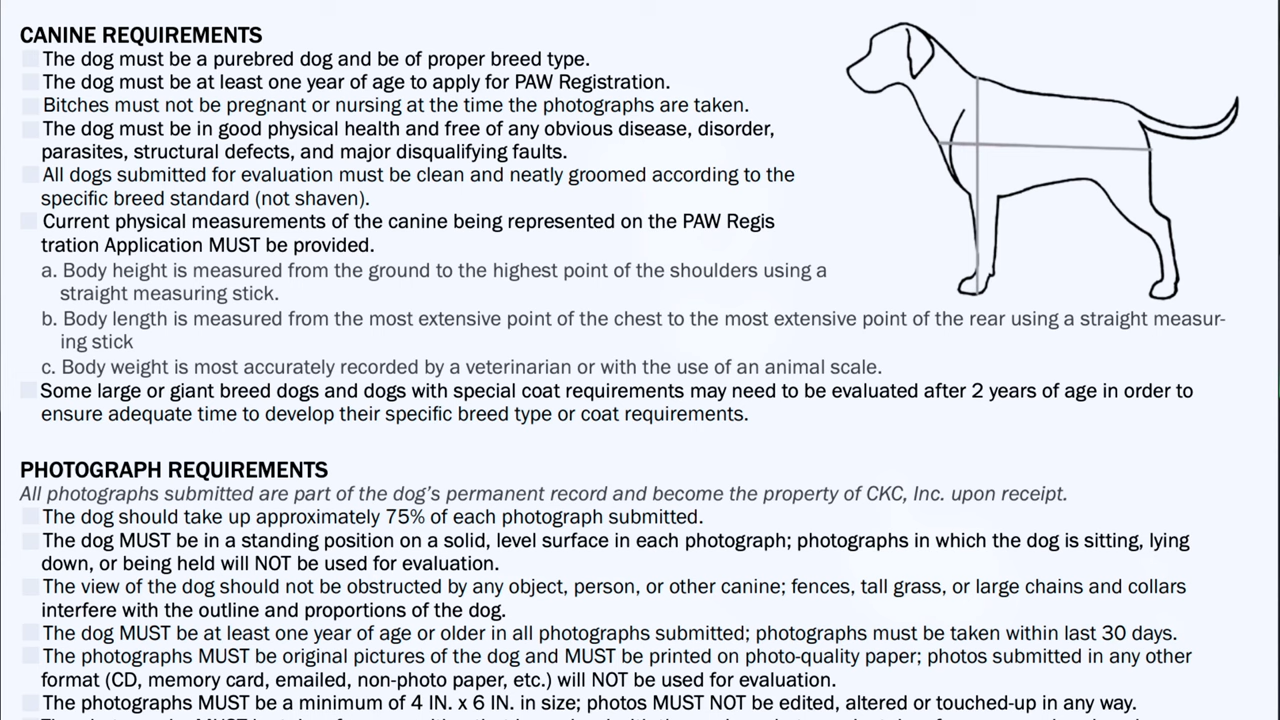 CANINE REQUIREMENTS
The dog must be a purebred dog and be of proper breed type.
The dog must be at least one year of age to apply for PAW Registration.
Bitches must not be pregnant or nursing at the time the photographs are taken.
The dog must be in good physical health and free of any obvious disease, disorder,
parasites, structural defects, and major disqualifying faults.
All dogs submitted for evaluation must be clean and neatly groomed according to the
specific breed standard (not shaven).
Current physical measurements of the canine being represented on the PAW Regis
tration Application MUST be provided.
a. Body height is measured from the ground to the highest point of the shoulders using a
straight measuring stick.
b. Body length is measured from the most extensive point of the chest to the most extensive point of the rear using a straight measur-
ing stick
c. Body weight is most accurately recorded by a veterinarian or with the use of an animal scale.
Some large or giant breed dogs and dogs with special coat requirements may need to be evaluated after 2 years of age in order to
ensure adequate time to develop their specific breed type or coat requirements.
PHOTOGRAPH REQUIREMENTS
All photographs submitted are part of the dog's permanent record and become the property of CKC, Inc. upon receipt.
The dog should take up approximately 75% of each photograph submitted.
The dog MUST be in a standing position on a solid, level surface in each photograph; photographs in which the dog is sitting, lying
down, or being held will NOT be used for evaluation.
The view of the dog should not be obstructed by any object, person, or other canine; fences, tall grass, or large chains and collars
interfere with the outline and proportions of the dog.
The dog MUST be at least one year of age or older in all photographs submitted; photographs must be taken within last 30 days.
The photographs MUST be original pictures of the dog and MUST be printed on photo-quality paper; photos submitted in any other
format (CD, memory card, emailed, non-photo paper, etc.) will NOT be used for evaluation.
The photographs MUST be a minimum of 4 IN. x 6 IN. in size; photos MUST NOT be edited, altered or touched-up in any way.